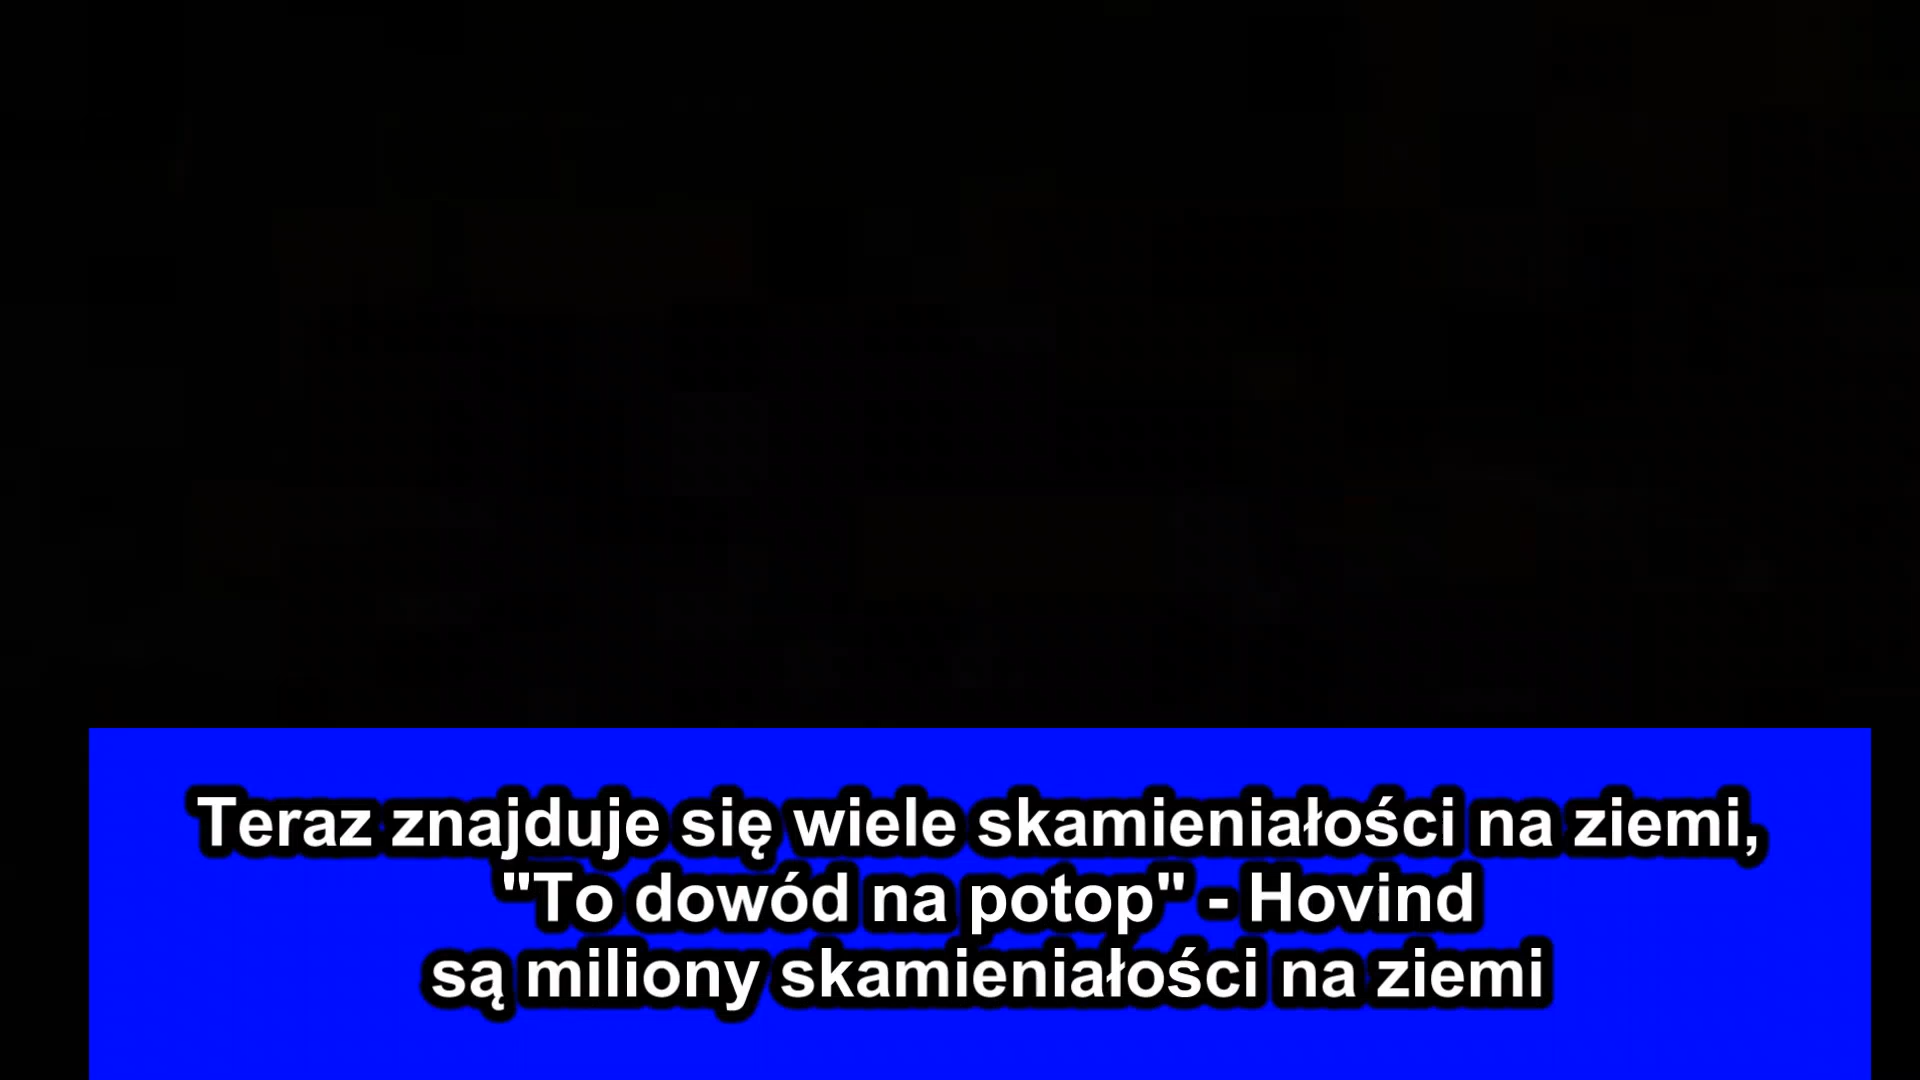 Teraz znajduje się wiele skamieniałości na ziemi,
"To dowód na potop" - Hovind
są miliony skamieniałości na ziemi